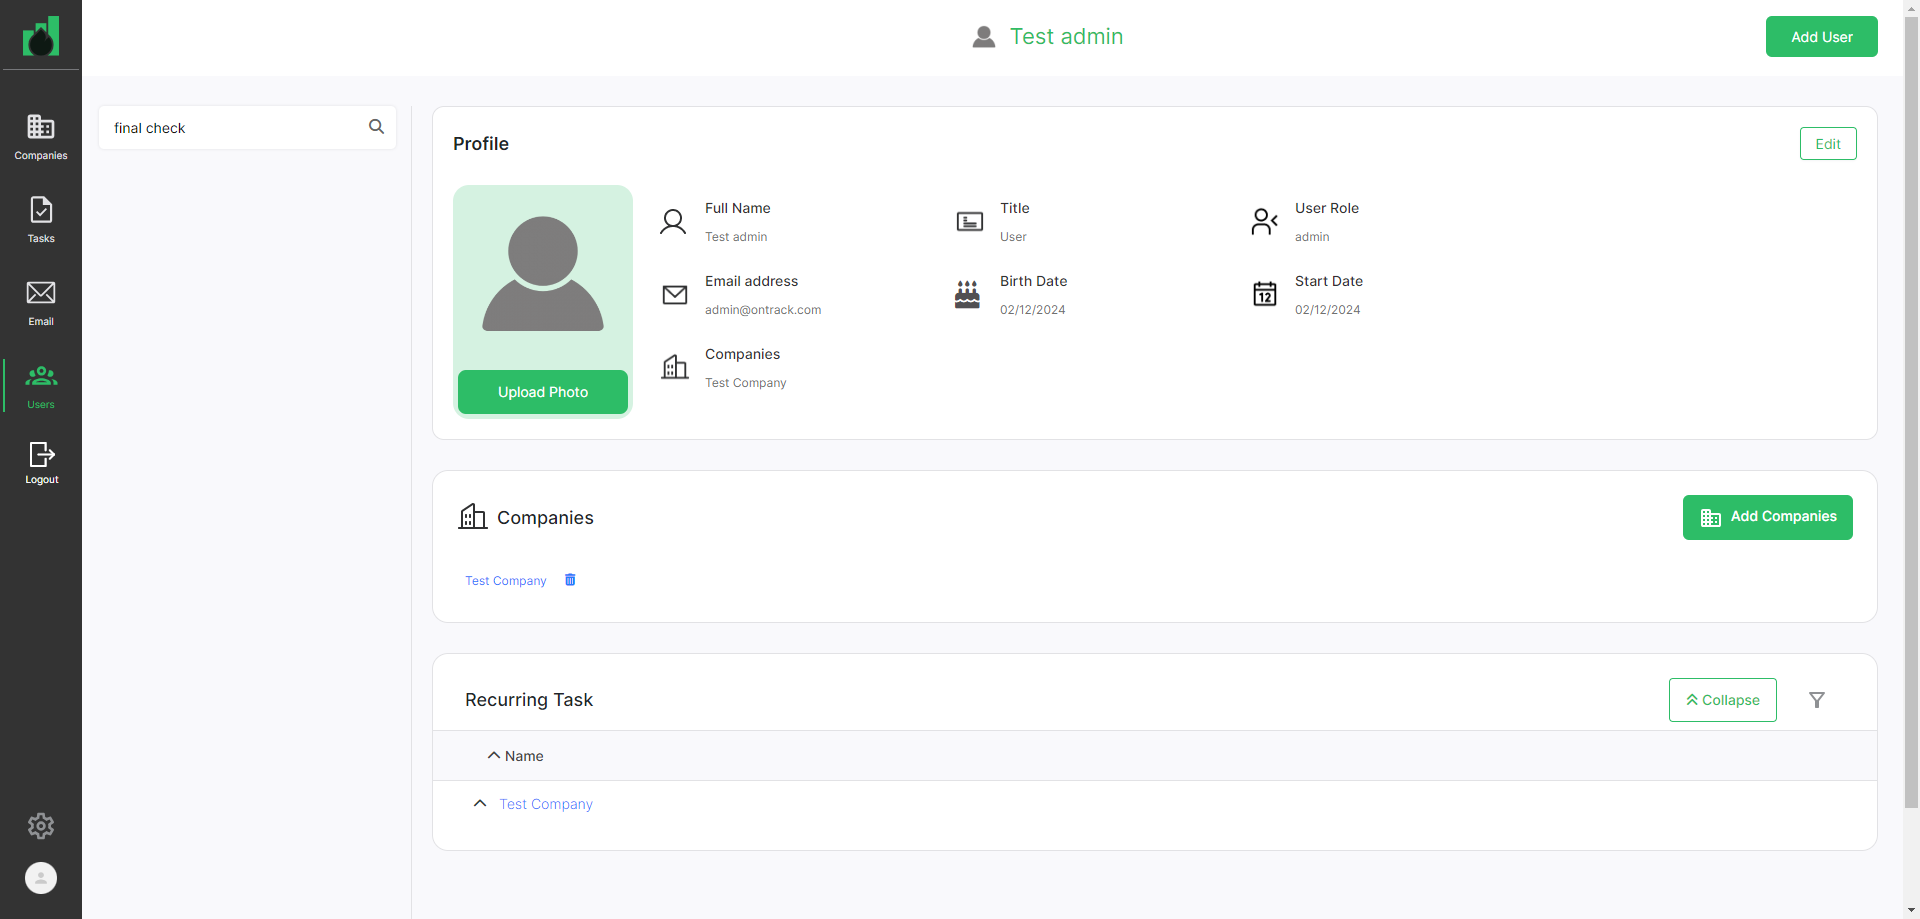 Test admin
Add User
Companies
Tasks
Email
Users
Logout
final check
Profile
Edit
Upload Photo
Full Name
Test admin
Title
User
User Role
admin
Email address
admin@ontrack.com
Birth Date
02/12/2024
Start Date
12
02/12/2024
Companies
Test Company
Companies
Add Companies
Test Company
Recurring Task
Collapse
Name
Test Company